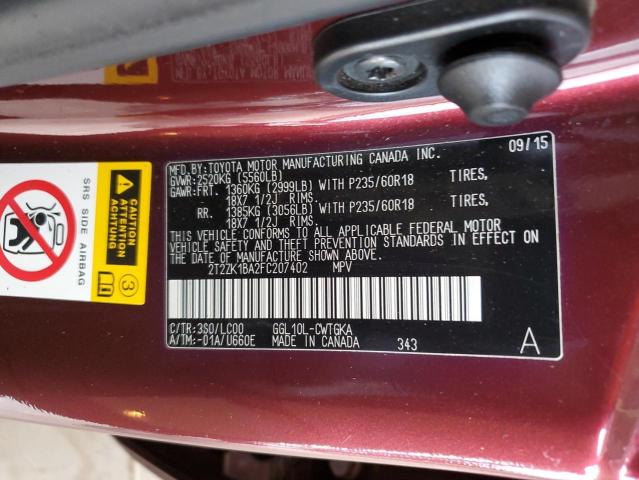 MFD. BY: TOYOTA MOTOR MANUFACTURING CANADA INC. 09/15
GVWR: 2520KG (5560LB)
GAWR: FRT. 1360KG (2999LB) WITH P235/60R18 TIRES,
18X7 1/2J RIMS.
RR. 1385KG (3056LB) WITH P235/60R18 TIRES,
18X7 1/2J RIMS.
THIS VEHICLE CONFORMS TO ALL APPLICABLE FEDERAL MOTOR
VEHICLE SAFETY AND THEFT PREVENTION STANDARDS IN EFFECT ON
THE DATE OF MANUFACTURE SHOWN ABOVE.
2T2ZK1BA2FC207402 MPV
C/TR:3S0/LC00 GGL10L-CWTGKA
A/TM:-01A/U660E MADE IN CANADA 343 A
SRS SIDE AIRBAG
ATTENTION
ACHTUNG
3